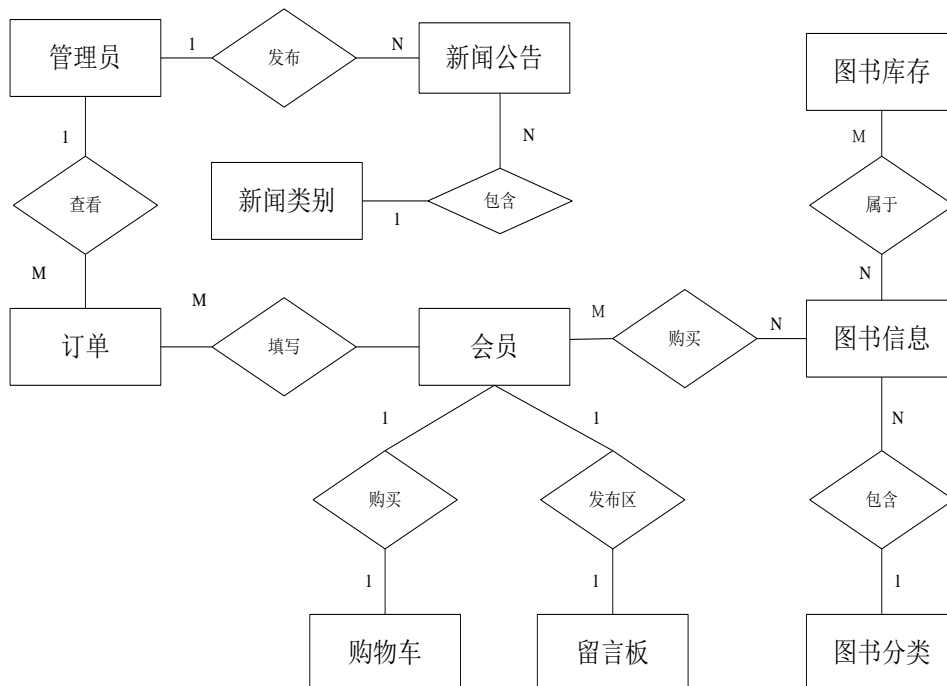 管理员
1
发布
N
新闻公告
图书库存
1
N
M
查看
新闻类别
1
包含
属于
M
N
订单
M
填写
会员
M
购买
N
图书信息
1
1
N
购买
发布区
包含
1
1
1
购物车
留言板
图书分类